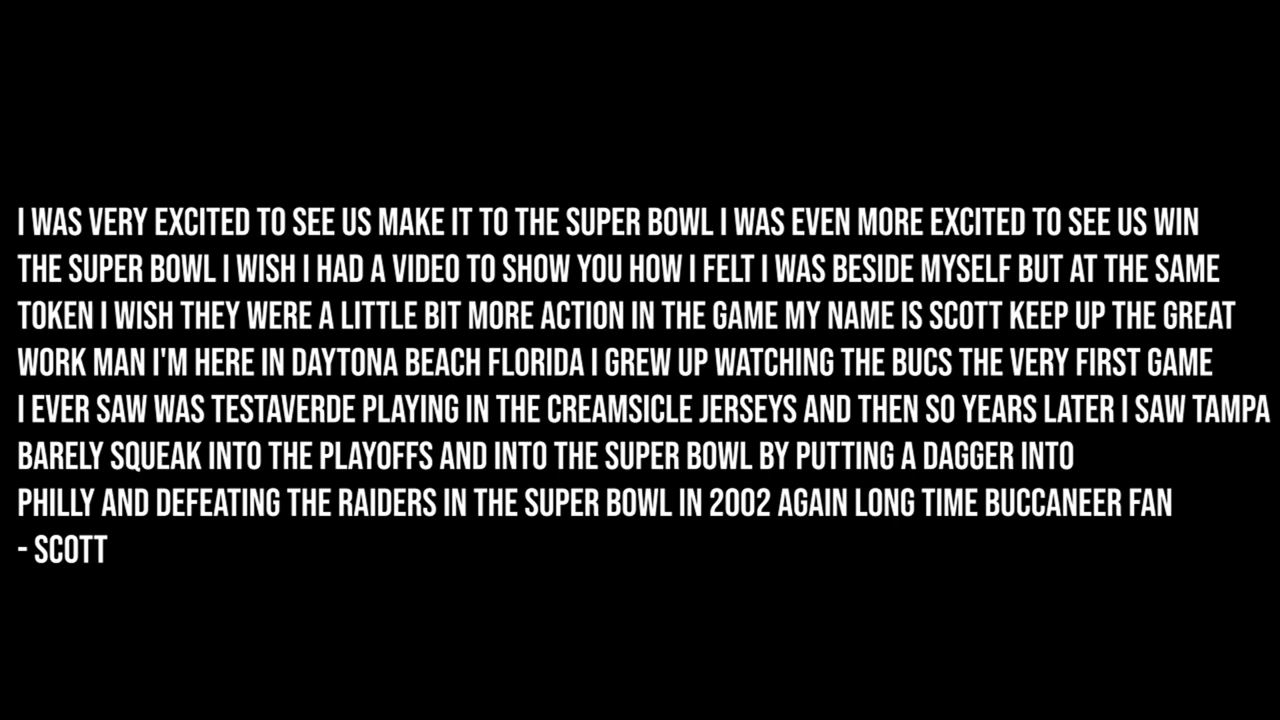 I WAS VERY EXCITED TO SEE US MAKE IT TO THE SUPER BOWL I WAS EVEN MORE EXCITED TO SEE US WIN
THE SUPER BOWL I WISH I HAD A VIDEO TO SHOW YOU HOW I FELT I WAS BESIDE MYSELF BUT AT THE SAME
TOKEN I WISH THEY WERE A LITTLE BIT MORE ACTION IN THE GAME MY NAME IS SCOTT KEEP UP THE GREAT
WORK MAN I'M HERE IN DAYTONA BEACH FLORIDA I GREW UP WATCHING THE BUCS THE VERY FIRST GAME
I EVER SAW WAS TESTAVERDE PLAYING IN THE CREAMSICLE JERSEYS AND THEN SO YEARS LATER I SAW TAMPA
BARELY SQUEAK INTO THE PLAYOFFS AND INTO THE SUPER BOWL BY PUTTING A DAGGER INTO
PHILLY AND DEFEATING THE RAIDERS IN THE SUPER BOWL IN 2002 AGAIN LONG TIME BUCCANEER FAN
- SCOTT